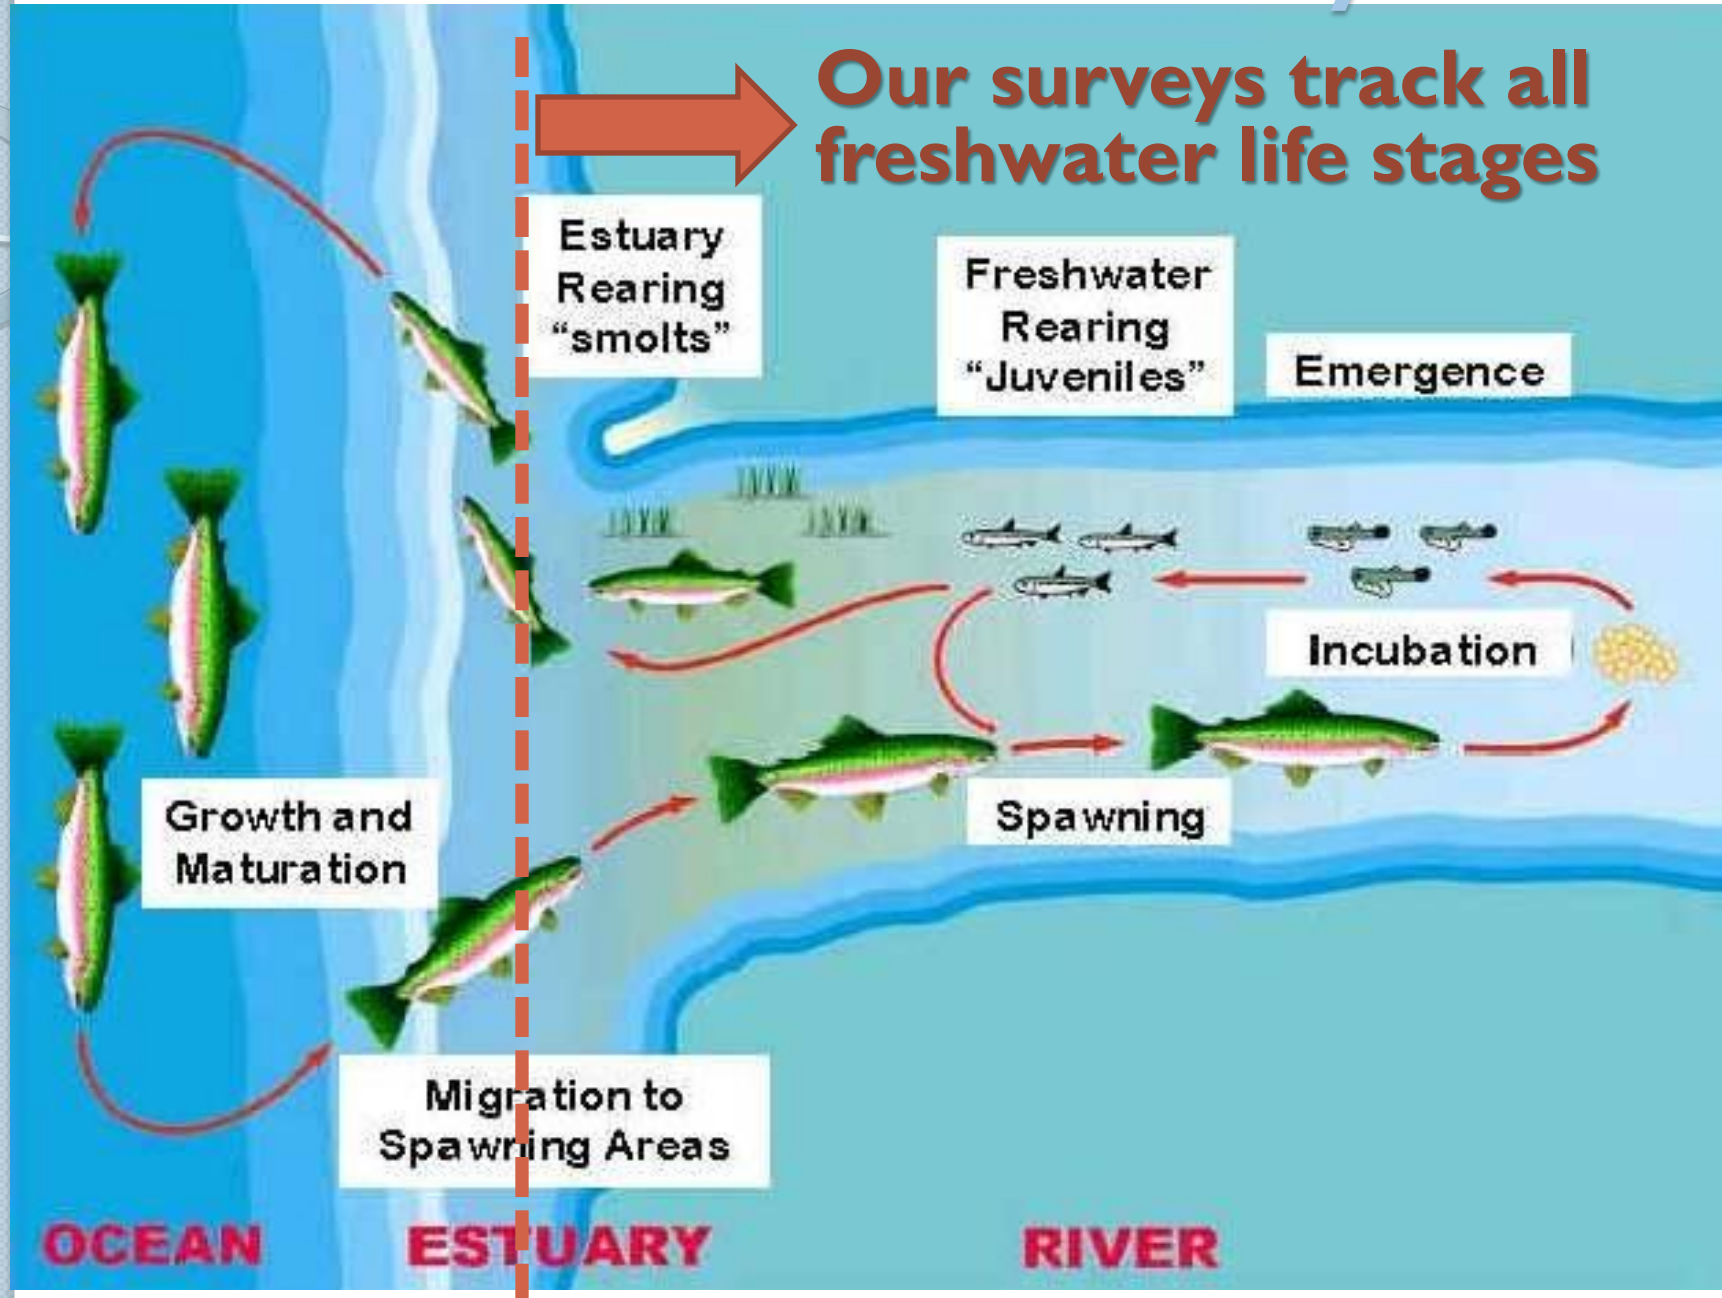 Our surveys track all
freshwater life stages
Estuary
Rearing
“smolts”
Freshwater
Rearing
“Juveniles”
Emergence
Incubation
Spawning
Growth and
Maturation
Migration to
Spawning Areas
OCEAN
ESTUARY
RIVER